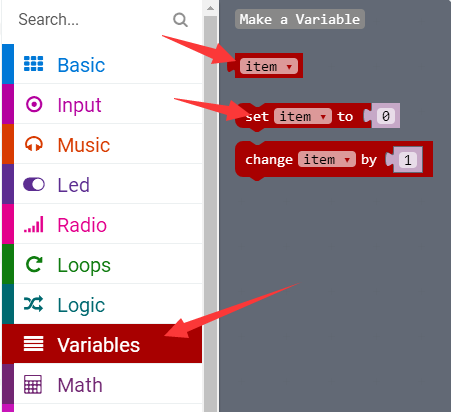 Search...
Basic
Input
Music
Led
Radio
Loops
Logic
Variables
Math
Make a Variable
item
set item to 0
change item by 1